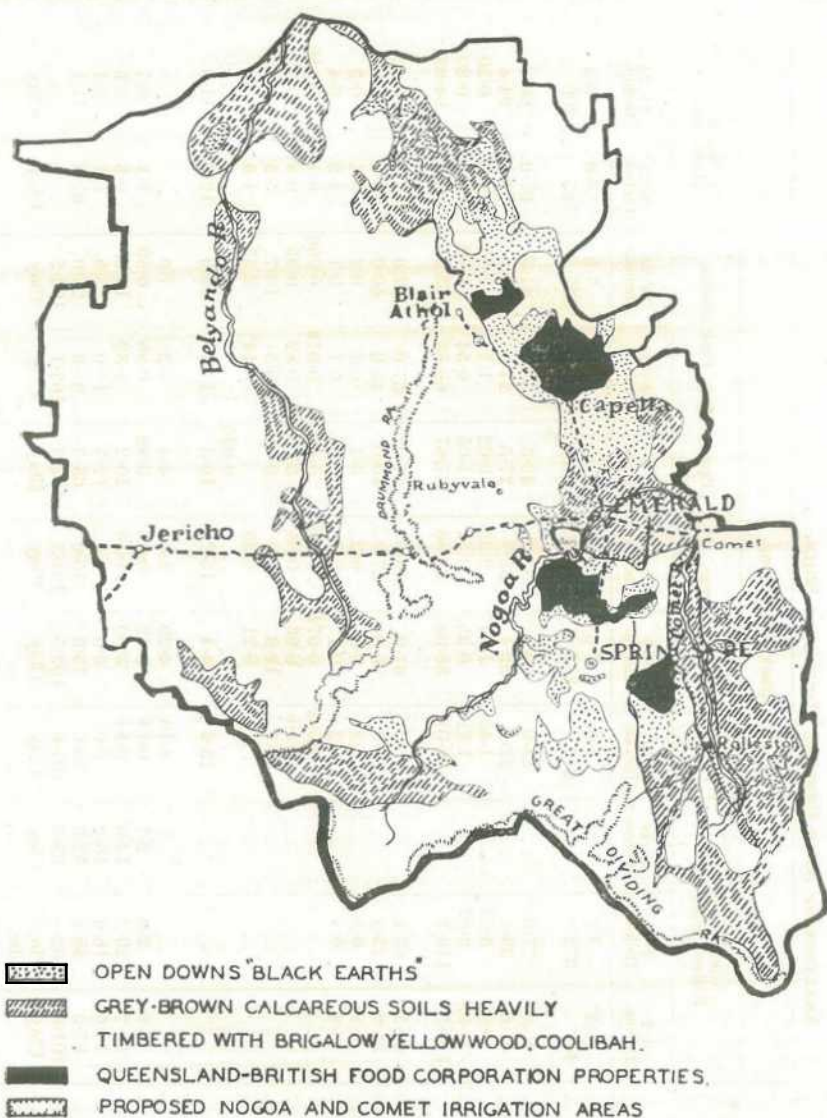 Belyando R.
Blair
Athol
Capella
DRUMMOND RA.
Rubyvale
EMERALD
Jericho
Comet
Nogoa R.
Comet R.
SPRINGSURE
Rolleston
GREAT DIVIDING RA.
OPEN DOWNS "BLACK EARTHS"
GREY-BROWN CALCAREOUS SOILS HEAVILY
TIMBERED WITH BRIGALOW YELLOWWOOD, COOLIBAH.
QUEENSLAND-BRITISH FOOD CORPORATION PROPERTIES.
PROPOSED NOGOA AND COMET IRRIGATION AREAS